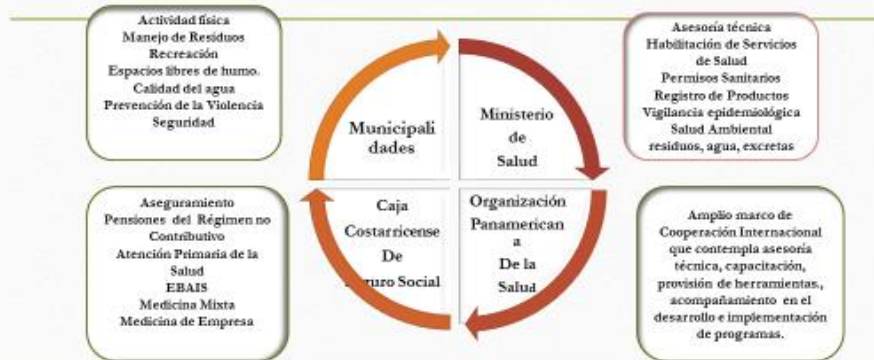 Actividad física
Manejo de Residuos
Recreación
Espacios libres de humo.
Calidad del agua
Prevención de la Violencia
Seguridad
Municipali
dades
Ministerio
de
Salud
Asesoría técnica
Habilitación de Servicios
de Salud
Permisos Sanitarios
Registro de Productos
Vigilancia epidemiológica
Salud Ambiental
residuos, agua, excretas
Aseguramiento
Pensiones del Régimen no
Contributivo
Atención Primaria de la
Salud
EBAIS
Medicina Mixta
Medicina de Empresa
Caja
Costarricense
De
Social
Organización
Panamerican
a
De la
Salud
Amplio marco de
Cooperación Internacional
que contempla asesoría
técnica, capacitación,
provisión de herramientas.,
acompañamiento en el
desarrollo e implementación
de programas.